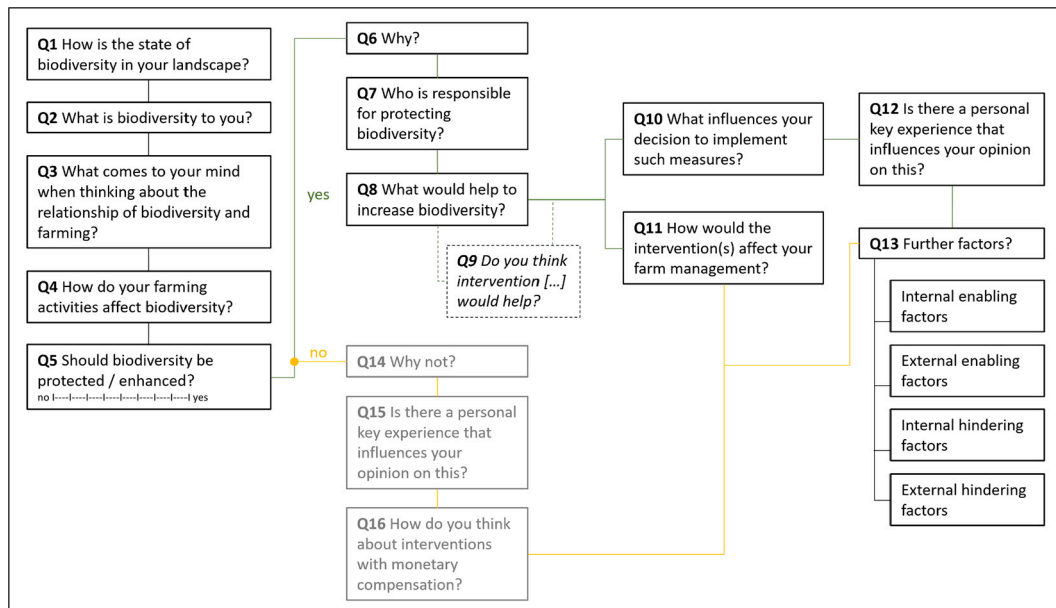 Q1 How is the state of
biodiversity in your landscape?
Q2 What is biodiversity to you?
Q3 What comes to your mind
when thinking about the
relationship of biodiversity and
farming?
Q4 How do your farming
activities affect biodiversity?
Q5 Should biodiversity be
protected / enhanced?
no I----I----I----I----I----I----I----I yes
yes
no
Q6 Why?
Q7 Who is responsible
for protecting
biodiversity?
Q8 What would help to
increase biodiversity?
Q9 Do you think
intervention [...]
would help?
Q10 What influences your
decision to implement
such measures?
Q11 How would the
intervention(s) affect your
farm management?
Q12 Is there a personal
key experience that
influences your opinion
on this?
Q13 Further factors?
Internal enabling
factors
External enabling
factors
Internal hindering
factors
External hindering
factors
Q14 Why not?
Q15 Is there a personal
key experience that
influences your
opinion on this?
Q16 How do you think
about interventions
with monetary
compensation?